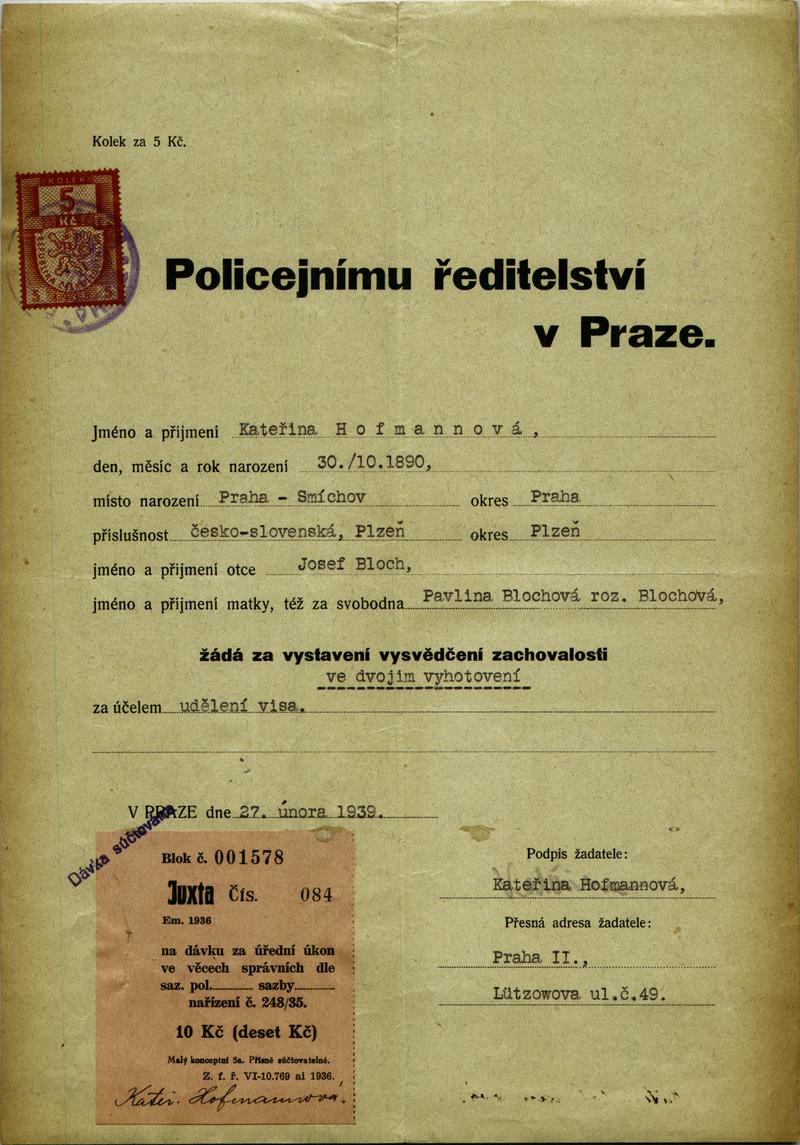 Kolek za 5 Kč.
KOLEK
5
Kč
5 5
Policejnímu ředitelství
v Praze.
Jméno a příjmení Kateřina Hofmannová,
den, měsíc a rok narození 30./10.1890,
místo narození Praha - Smíchov okres Praha
příslušnost česko-slovenská, Plzeň okres Plzeň
jméno a příjmení otce Josef Bloch,
jméno a příjmení matky, též za svobodna Pavlina Blochová roz. Blochová,
žádá za vystavení vysvědčení zachovalosti
ve dvojím vyhotovení
za účelem udělení visa.
V PRAZE dne 27. února 1939.
Dávka súčtována
Blok č. 001578
Juxta Čís. 084
Em. 1936
na dávku za úřední úkon
ve věcech správních dle
saz. pol. sazby
nařízení č. 248/35.
10 Kč (deset Kč)
Malý konceptní 5a. Přísně súčtovatelné.
Z. f. ř. VI-10.769 ai 1936.
Kateř. Hofmannová.
Podpis žadatele:
Kateřina Hofmannová,
Přesná adresa žadatele:
Praha II.,
Lützowova ul.č.49.